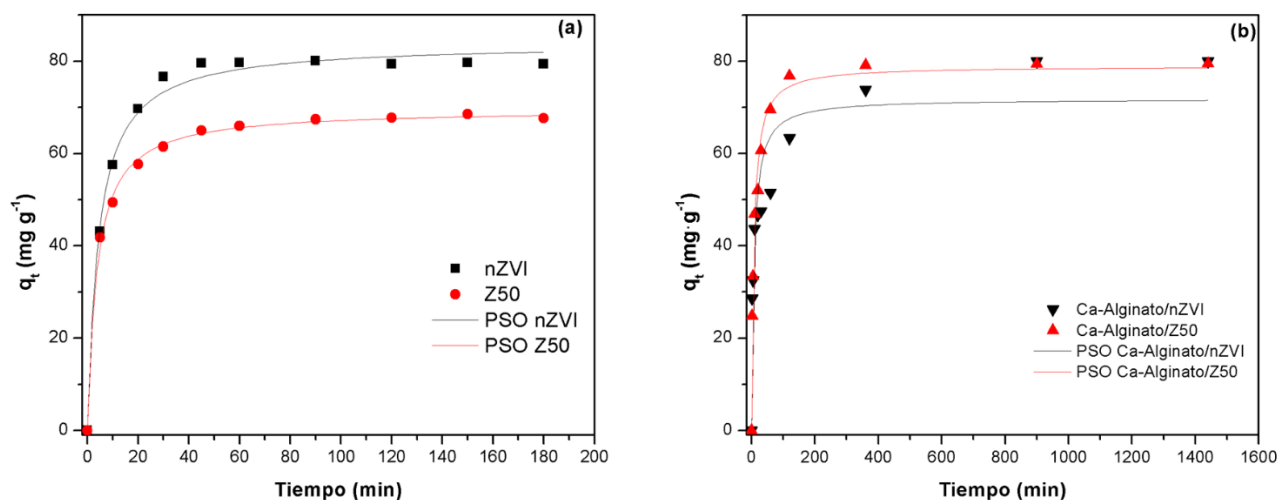 (a)
80
60
40
20
0
q_t (mg g⁻¹)
nZVI
Z50
PSO nZVI
PSO Z50
0 20 40 60 80 100 120 140 160 180 200
Tiempo (min)
(b)
80
60
40
20
0
q_t (mg·g⁻¹)
Ca-Alginato/nZVI
Ca-Alginato/Z50
PSO Ca-Alginato/nZVI
PSO Ca-Alginato/Z50
0 200 400 600 800 1000 1200 1400 1600
Tiempo (min)